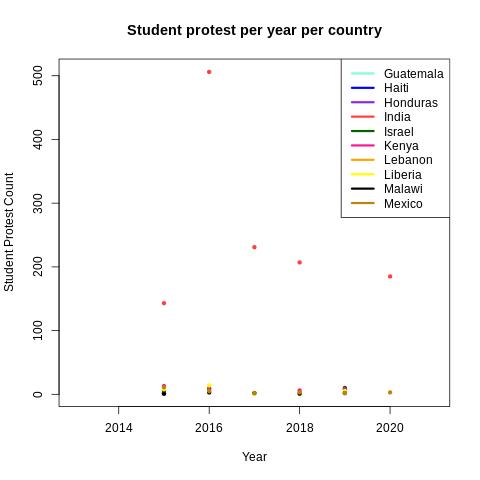 Student protest per year per country
Student Protest Count
500
400
300
200
100
0
Guatemala
Haiti
Honduras
India
Israel
Kenya
Lebanon
Liberia
Malawi
Mexico
2014 2016 2018 2020
Year